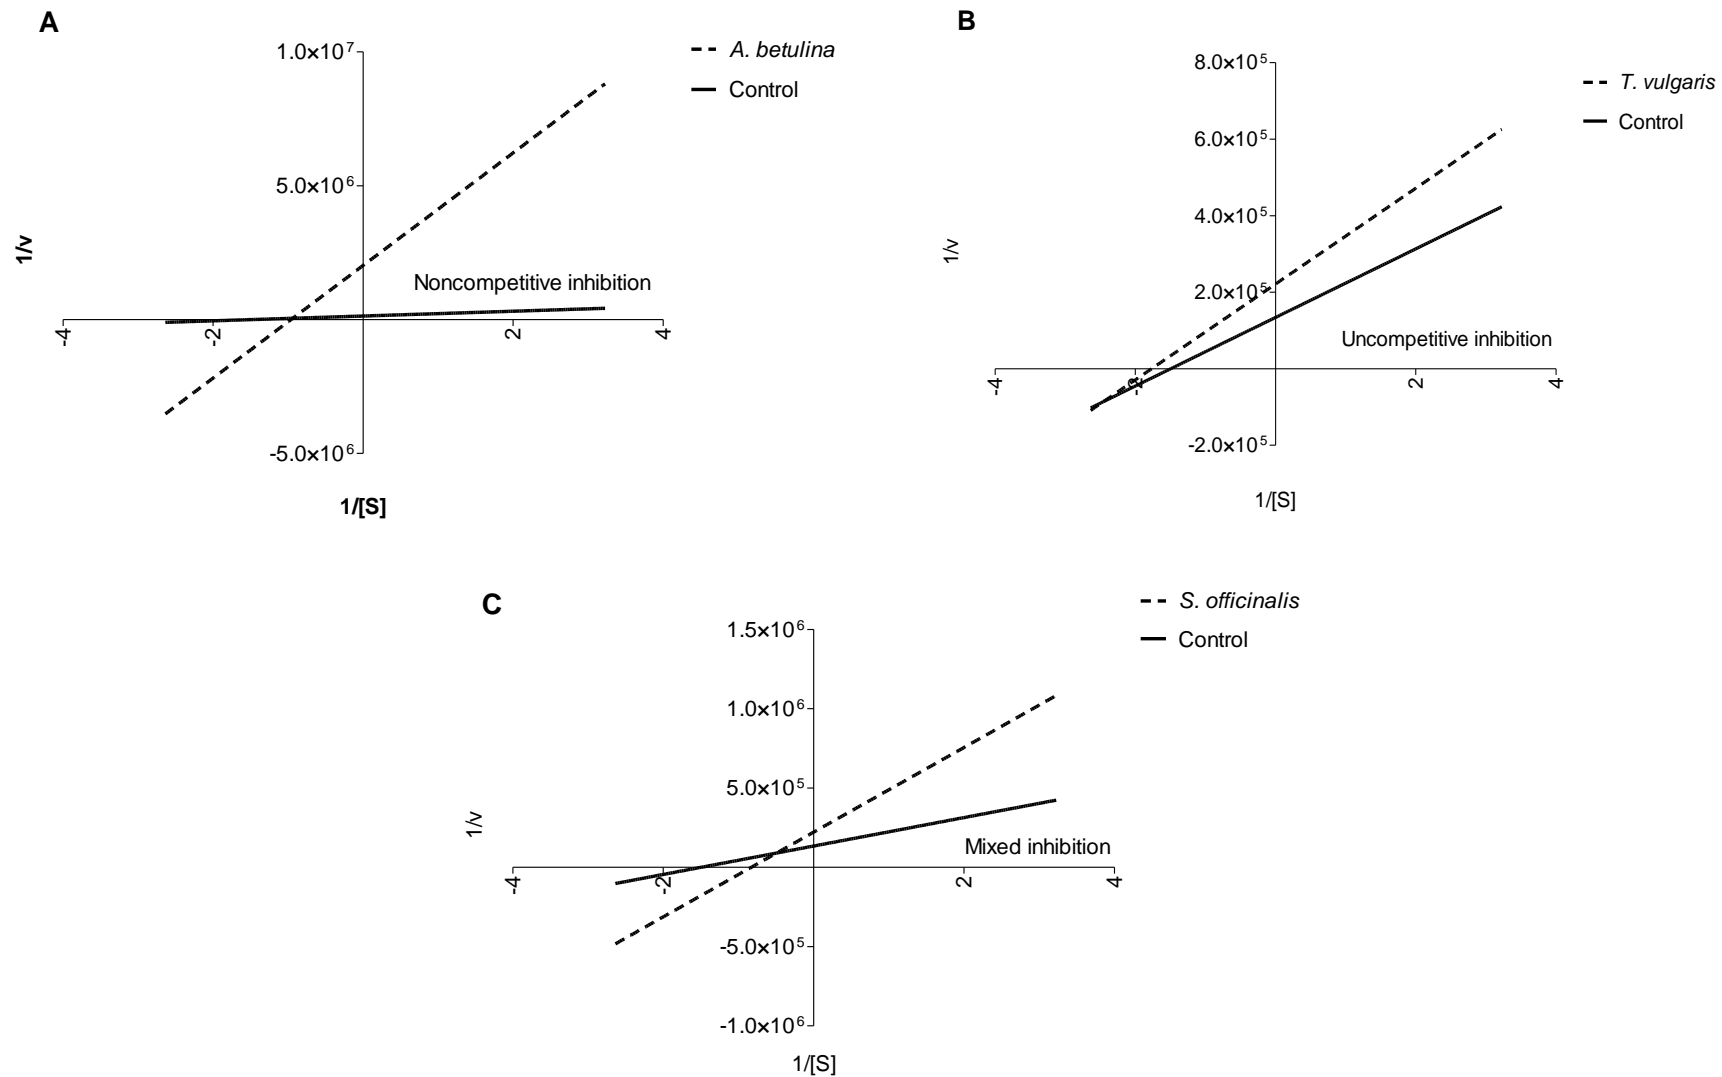 A
1.0×10⁷
5.0×10⁶
-5.0×10⁶
1/v
-4
-2
2
4
1/[S]
A. betulina
Control
Noncompetitive inhibition
B
8.0×10⁵
6.0×10⁵
4.0×10⁵
2.0×10⁵
-2.0×10⁵
1/v
-4
-2
2
4
1/[S]
T. vulgaris
Control
Uncompetitive inhibition
C
1.5×10⁶
1.0×10⁶
5.0×10⁵
-5.0×10⁵
-1.0×10⁶
1/v
-4
-2
2
4
1/[S]
S. officinalis
Control
Mixed inhibition